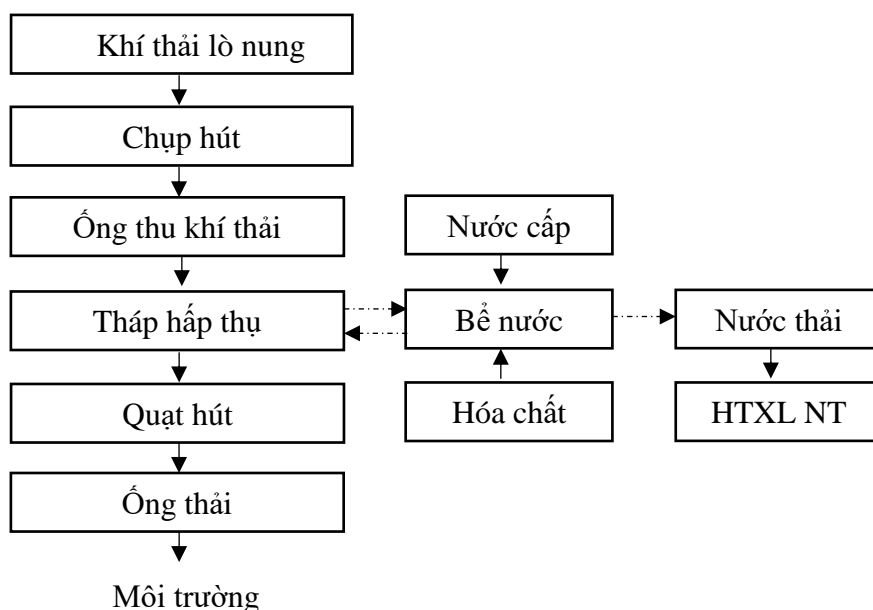 Khí thải lò nung
Chụp hút
Ống thu khí thải
Nước cấp
Tháp hấp thụ
Bể nước
Nước thải
Quạt hút
Hóa chất
HTXL NT
Ống thải
Môi trường